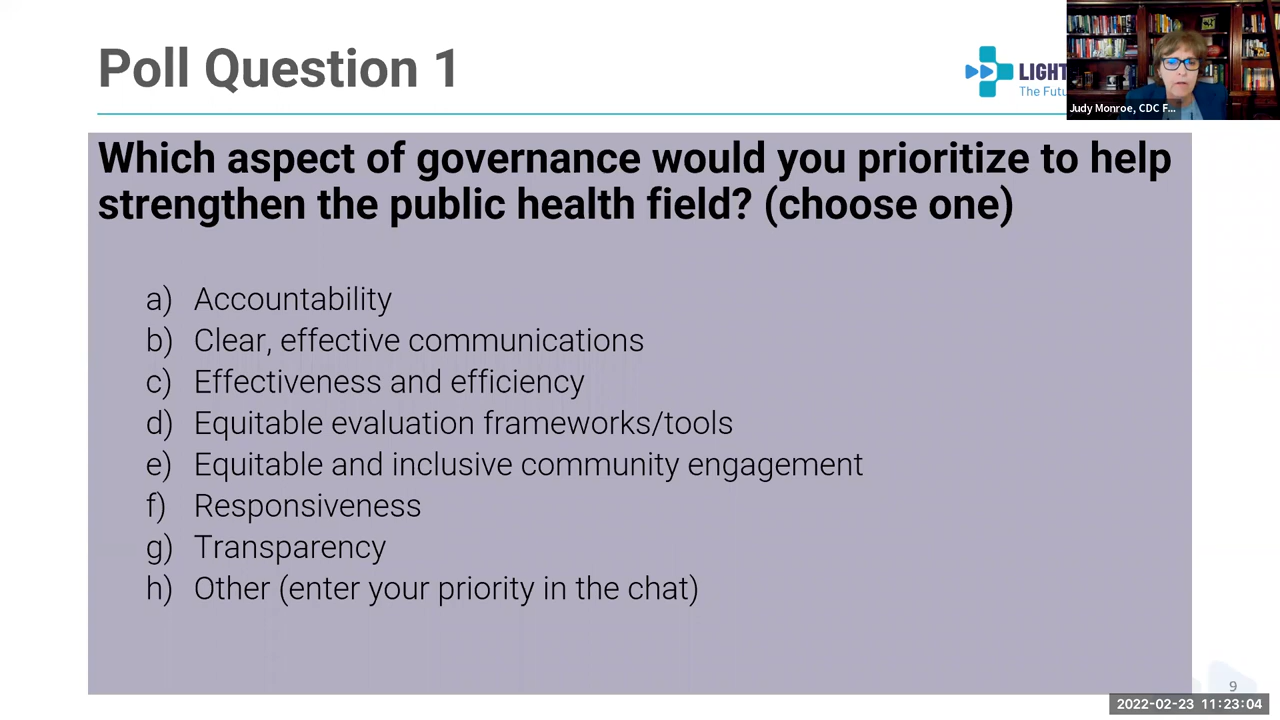 Poll Question 1
LIGHT
The Futu
Judy Monroe, CDC F...
Which aspect of governance would you prioritize to help
strengthen the public health field? (choose one)
a) Accountability
b) Clear, effective communications
c) Effectiveness and efficiency
d) Equitable evaluation frameworks/tools
e) Equitable and inclusive community engagement
f) Responsiveness
g) Transparency
h) Other (enter your priority in the chat)
9
2022-02-23 11:23:04